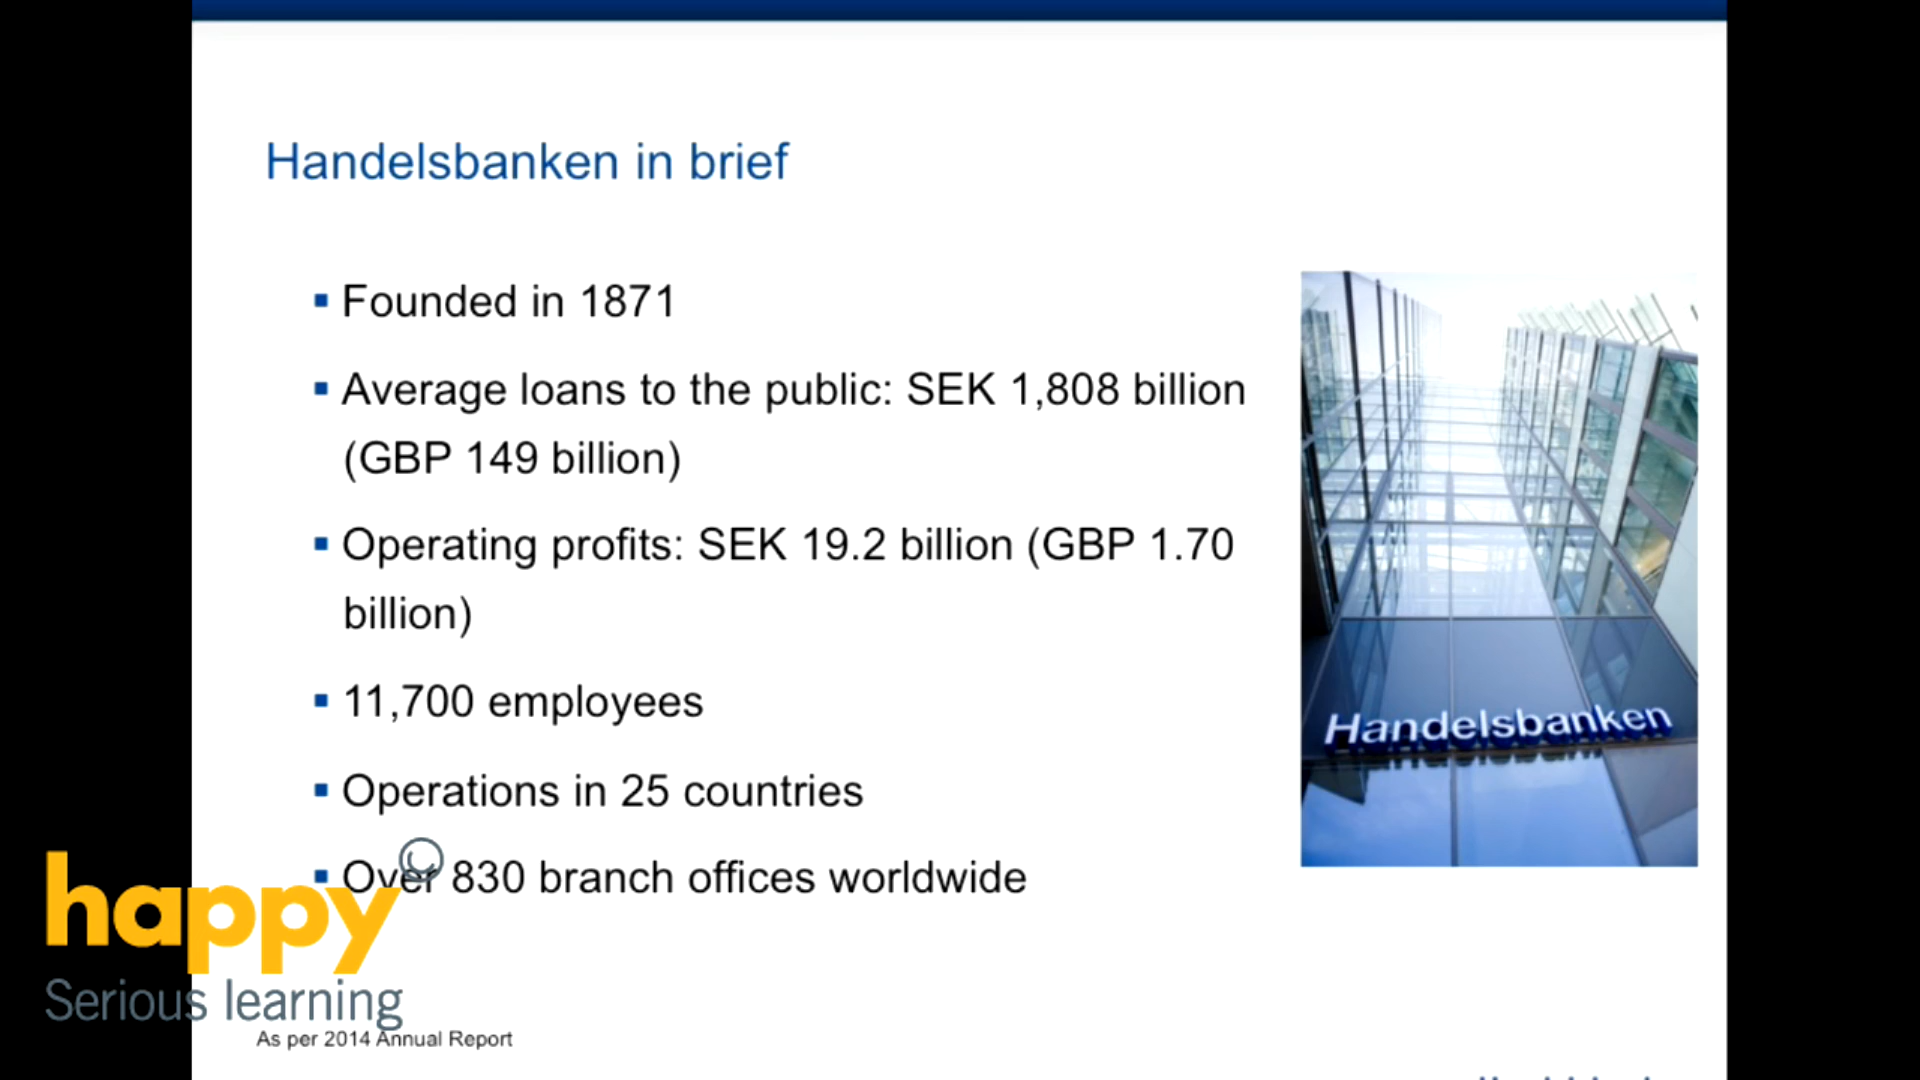 Handelsbanken in brief
Founded in 1871
Average loans to the public: SEK 1,808 billion
(GBP 149 billion)
Operating profits: SEK 19.2 billion (GBP 1.70
billion)
11,700 employees
Operations in 25 countries
Over 830 branch offices worldwide
Handelsbanken
happy
Serious learning
As per 2014 Annual Report